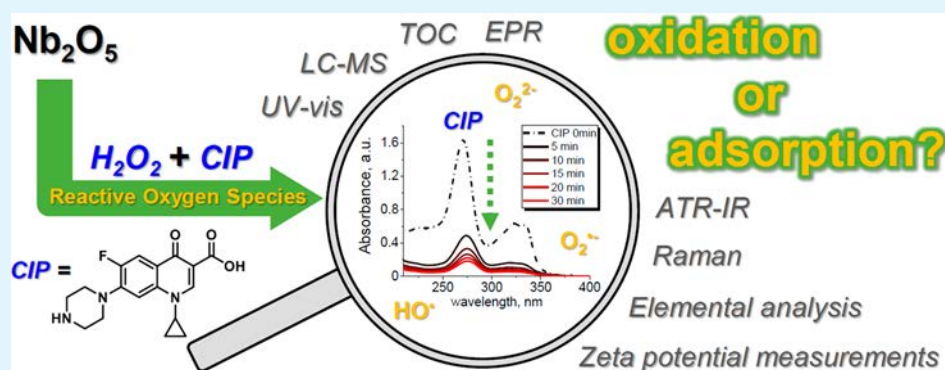 Nb2O5
H2O2 + CIP
Reactive Oxygen Species
CIP =
F
O
O
OH
N
N
HN
UV-vis
LC-MS
TOC
EPR
O2^2-
CIP
CIP 0min
5 min
10 min
15 min
20 min
30 min
Absorbance, a.u.
1.6
1.2
0.8
0.4
0
250
300
350
400
wavelength, nm
O2^•-
HO^•
oxidation
or
adsorption?
ATR-IR
Raman
Elemental analysis
Zeta potential measurements